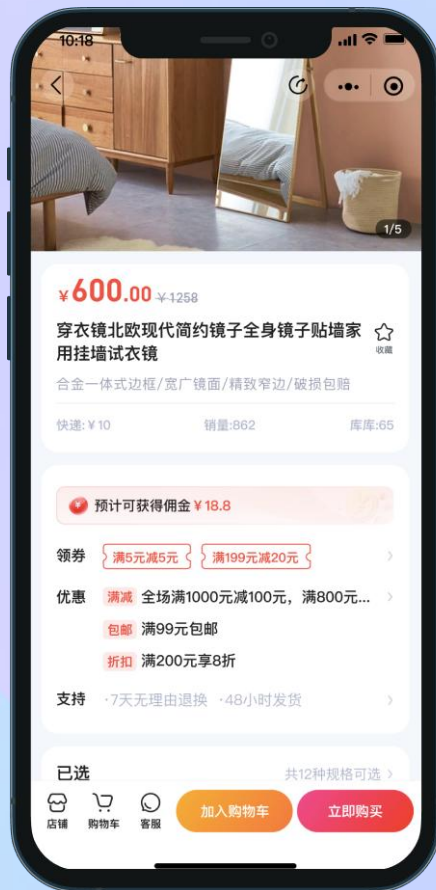 10:18
1/5
¥600.00 ¥1258
穿衣镜北欧现代简约镜子全身镜子贴墙家
用挂墙试衣镜
收藏
合金一体式边框/宽广镜面/精致窄边/破损包赔
快递:¥10 销量:862 库库:65
预计可获得佣金¥18.8
领券 满5元减5元 满199元减20元
优惠 满减 全场满1000元减100元，满800元...
包邮 满99元包邮
折扣 满200元享8折
支持 ·7天无理由退换 ·48小时发货
已选 共12种规格可选
店铺 购物车 客服 加入购物车 立即购买